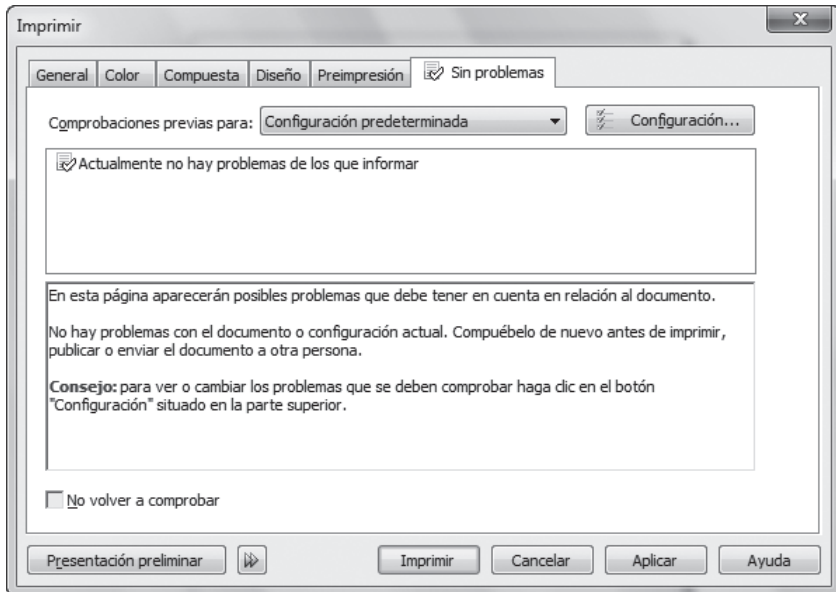 Imprimir
General Color Compuesta Diseño Preimpresión Sin problemas
Comprobaciones previas para: Configuración predeterminada Configuración...
Actualmente no hay problemas de los que informar
En esta página aparecerán posibles problemas que debe tener en cuenta en relación al documento.
No hay problemas con el documento o configuración actual. Compuébelo de nuevo antes de imprimir,
publicar o enviar el documento a otra persona.
Consejo: para ver o cambiar los problemas que se deben comprobar haga clic en el botón
"Configuración" situado en la parte superior.
No volver a comprobar
Presentación preliminar Imprimir Cancelar Aplicar Ayuda